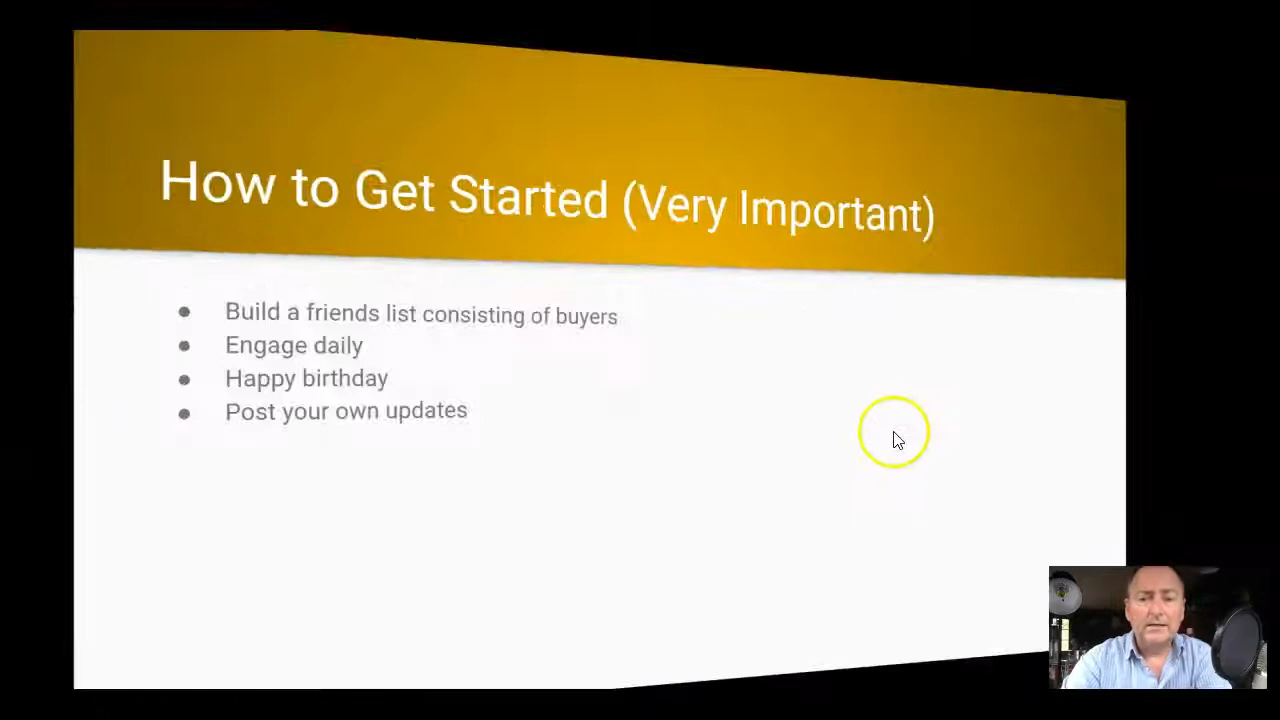 How to Get Started (Very Important)
Build a friends list consisting of buyers
Engage daily
Happy birthday
Post your own updates